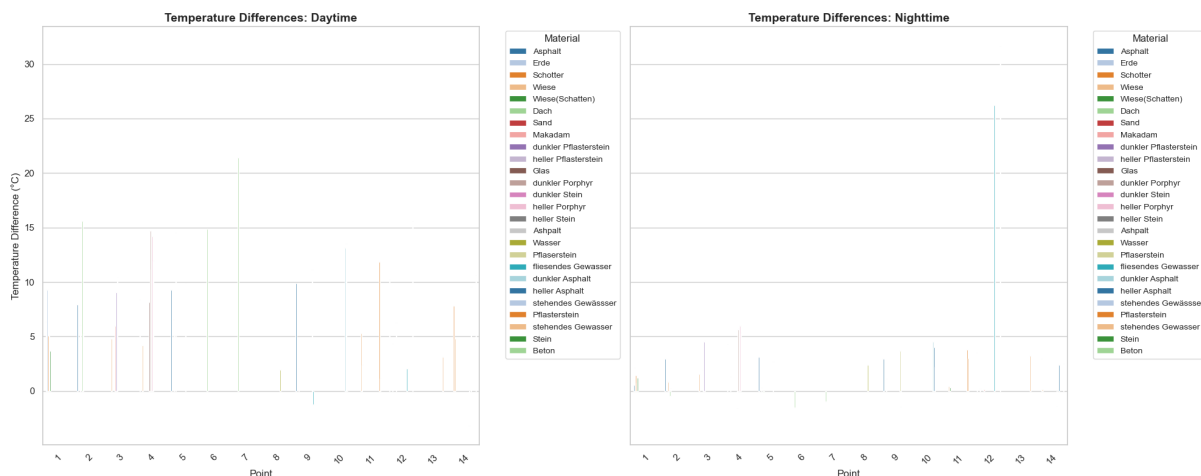 Temperature Differences: Daytime
Temperature Difference (°C)
30
25
20
15
10
5
0
1 2 3 4 5 6 7 8 9 10 11 12 13 14
Point
Material
Asphalt
Erde
Schotter
Wiese
Wiese(Schatten)
Dach
Sand
Makadam
dunkler Pflasterstein
heller Pflasterstein
Glas
dunkler Porphyr
dunkler Stein
heller Porphyr
heller Stein
Ashpalt
Wasser
Pflaserstein
fliesendes Gewasser
dunkler Asphalt
heller Asphalt
stehendes Gewässser
Pflasterstein
stehendes Gewasser
Stein
Beton
Temperature Differences: Nighttime
1 2 3 4 5 6 7 8 9 10 11 12 13 14
Point
Material
Asphalt
Erde
Schotter
Wiese
Wiese(Schatten)
Dach
Sand
Makadam
dunkler Pflasterstein
heller Pflasterstein
Glas
dunkler Porphyr
dunkler Stein
heller Porphyr
heller Stein
Ashpalt
Wasser
Pflaserstein
fliesendes Gewasser
dunkler Asphalt
heller Asphalt
stehendes Gewässser
Pflasterstein
stehendes Gewasser
Stein
Beton